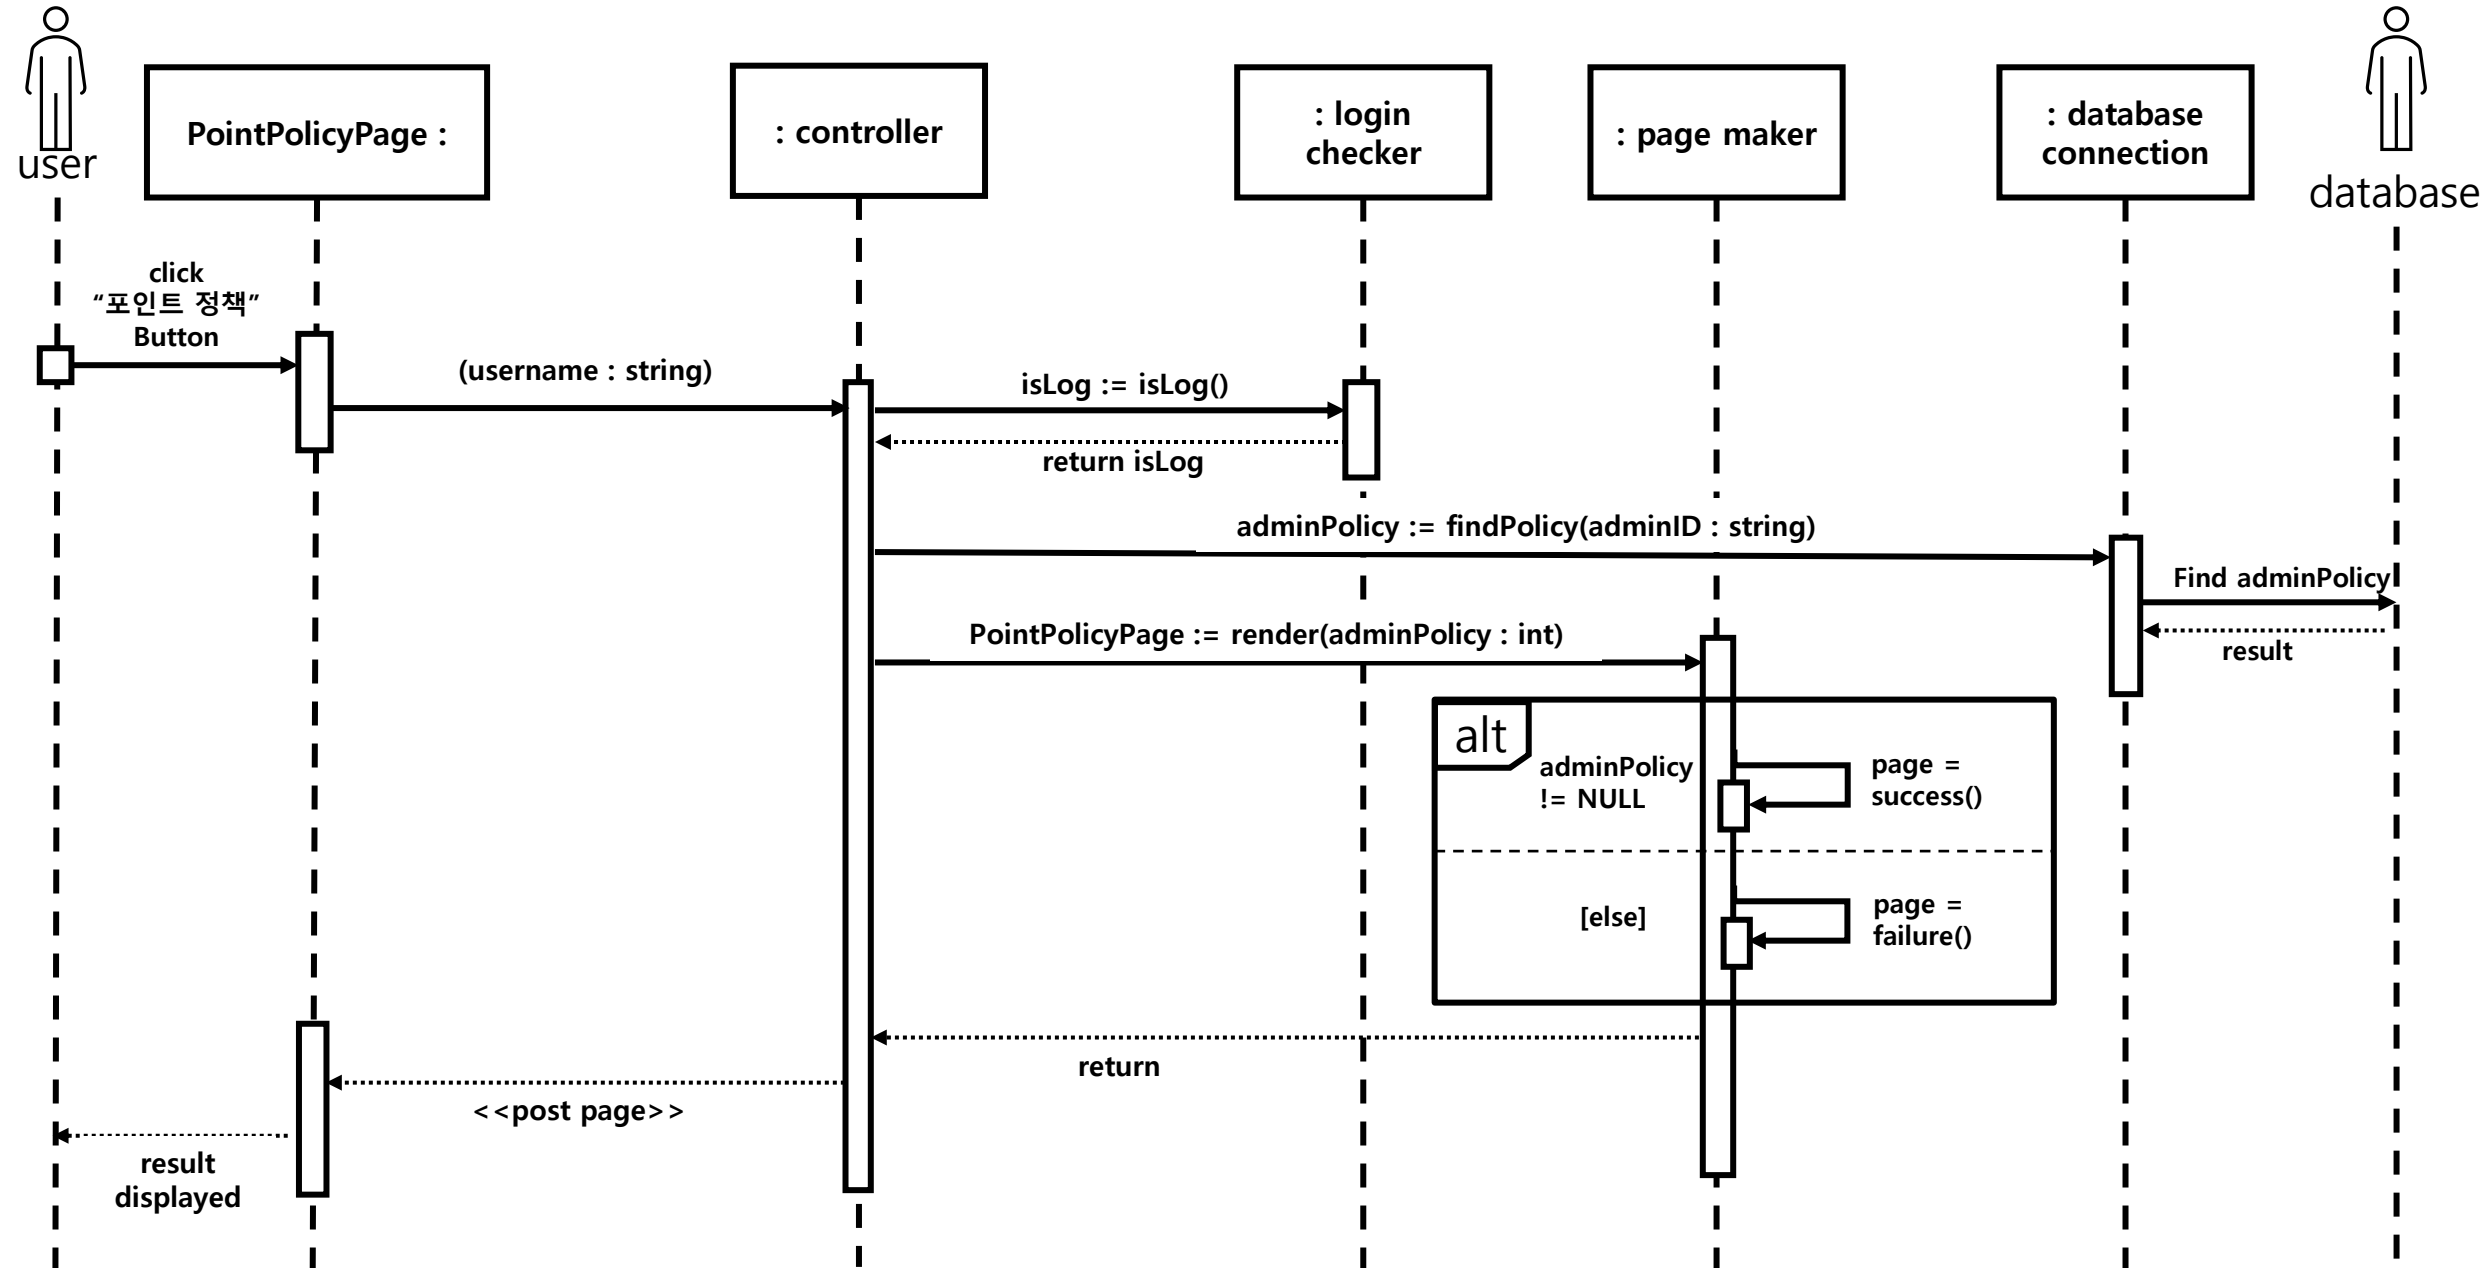 user
PointPolicyPage :
: controller
: login
checker
: page maker
: database
connection
database
click
“포인트 정책”
Button
(username : string)
isLog := isLog()
return isLog
adminPolicy := findPolicy(adminID : string)
Find adminPolicy
result
PointPolicyPage := render(adminPolicy : int)
alt
adminPolicy
!= NULL
page =
success()
[else]
page =
failure()
return
<<post page>>
result
displayed